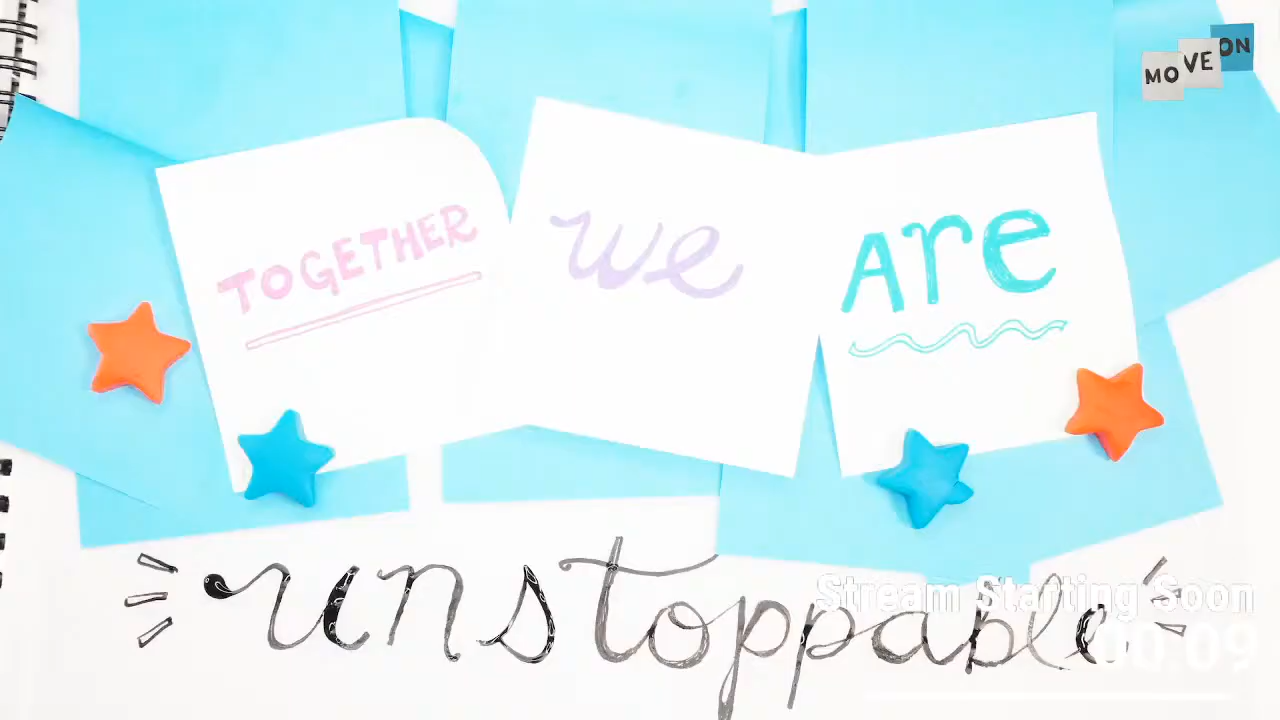 MOVE ON
TOGETHER we Are
unstoppable
Stream Starting Soon
00:09